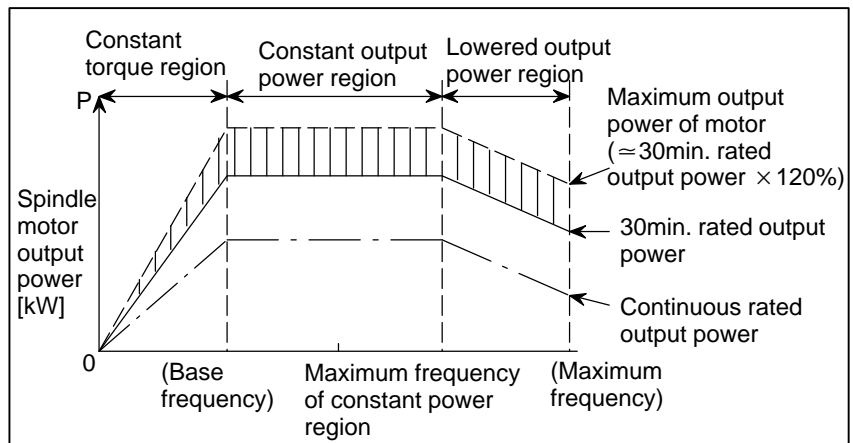 Constant
torque region
Constant output
power region
Lowered output
power region
P
Maximum output
power of motor
(≃30min. rated
output power ×120%)
Spindle
motor
output
power
[kW]
30min. rated output
power
Continuous rated
output power
0
(Base
frequency)
Maximum frequency
of constant power
region
(Maximum
frequency)